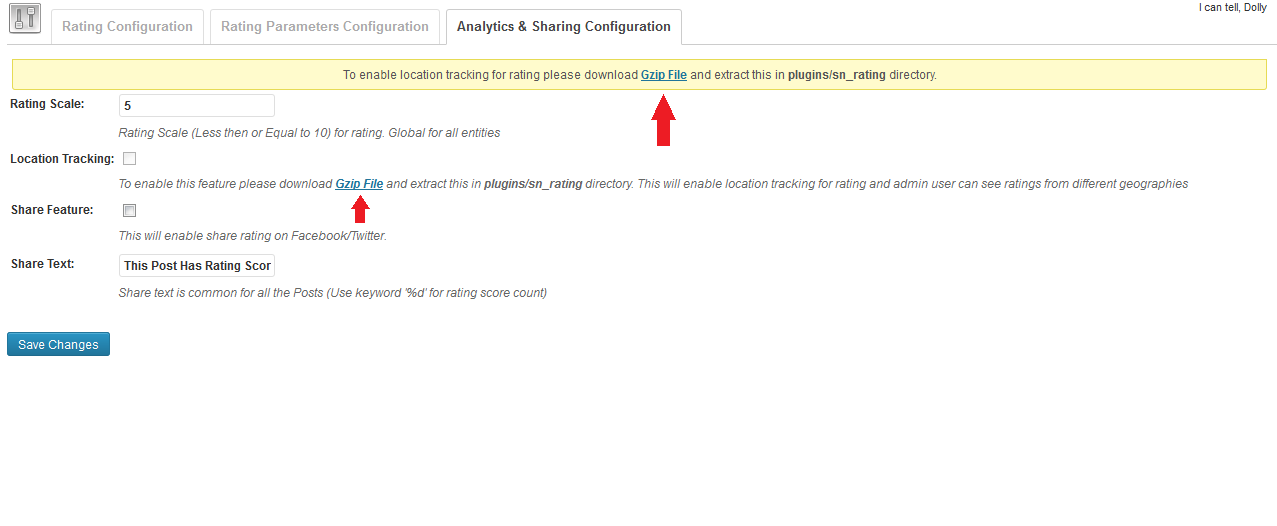 I can tell, Dolly
Rating Configuration
Rating Parameters Configuration
Analytics & Sharing Configuration
To enable location tracking for rating please download Gzip File and extract this in plugins/sn_rating directory.
Rating Scale:
5
Rating Scale (Less then or Equal to 10) for rating. Global for all entities
Location Tracking:
To enable this feature please download Gzip File and extract this in plugins/sn_rating directory. This will enable location tracking for rating and admin user can see ratings from different geographies
Share Feature:
This will enable share rating on Facebook/Twitter.
Share Text:
This Post Has Rating Scor
Share text is common for all the Posts (Use keyword '%d' for rating score count)
Save Changes